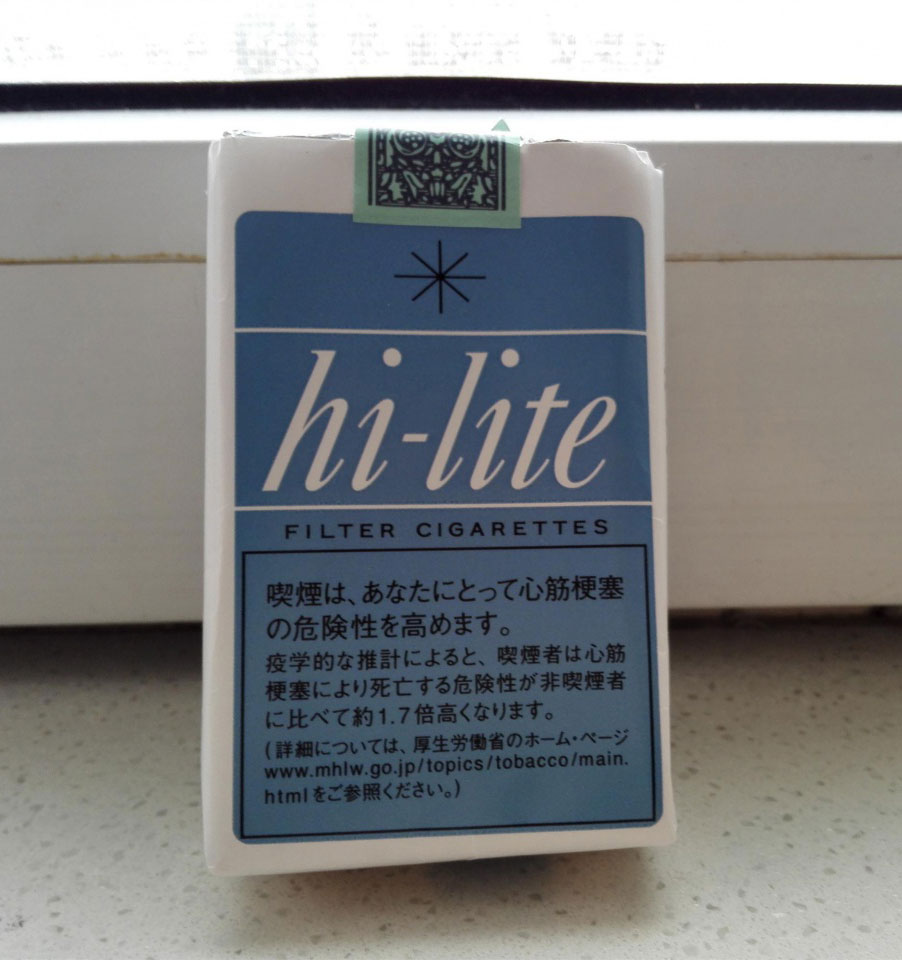 hi-lite
FILTER CIGARETTES
喫煙は、あなたにとって心筋梗塞
の危険性を高めます。
疫学的な推計によると、喫煙者は心筋
梗塞により死亡する危険性が非喫煙者
に比べて約1.7倍高くなります。
(詳細については、厚生労働省のホーム・ページ
www.mhlw.go.jp/topics/tobacco/main.
htmlをご参照ください。)